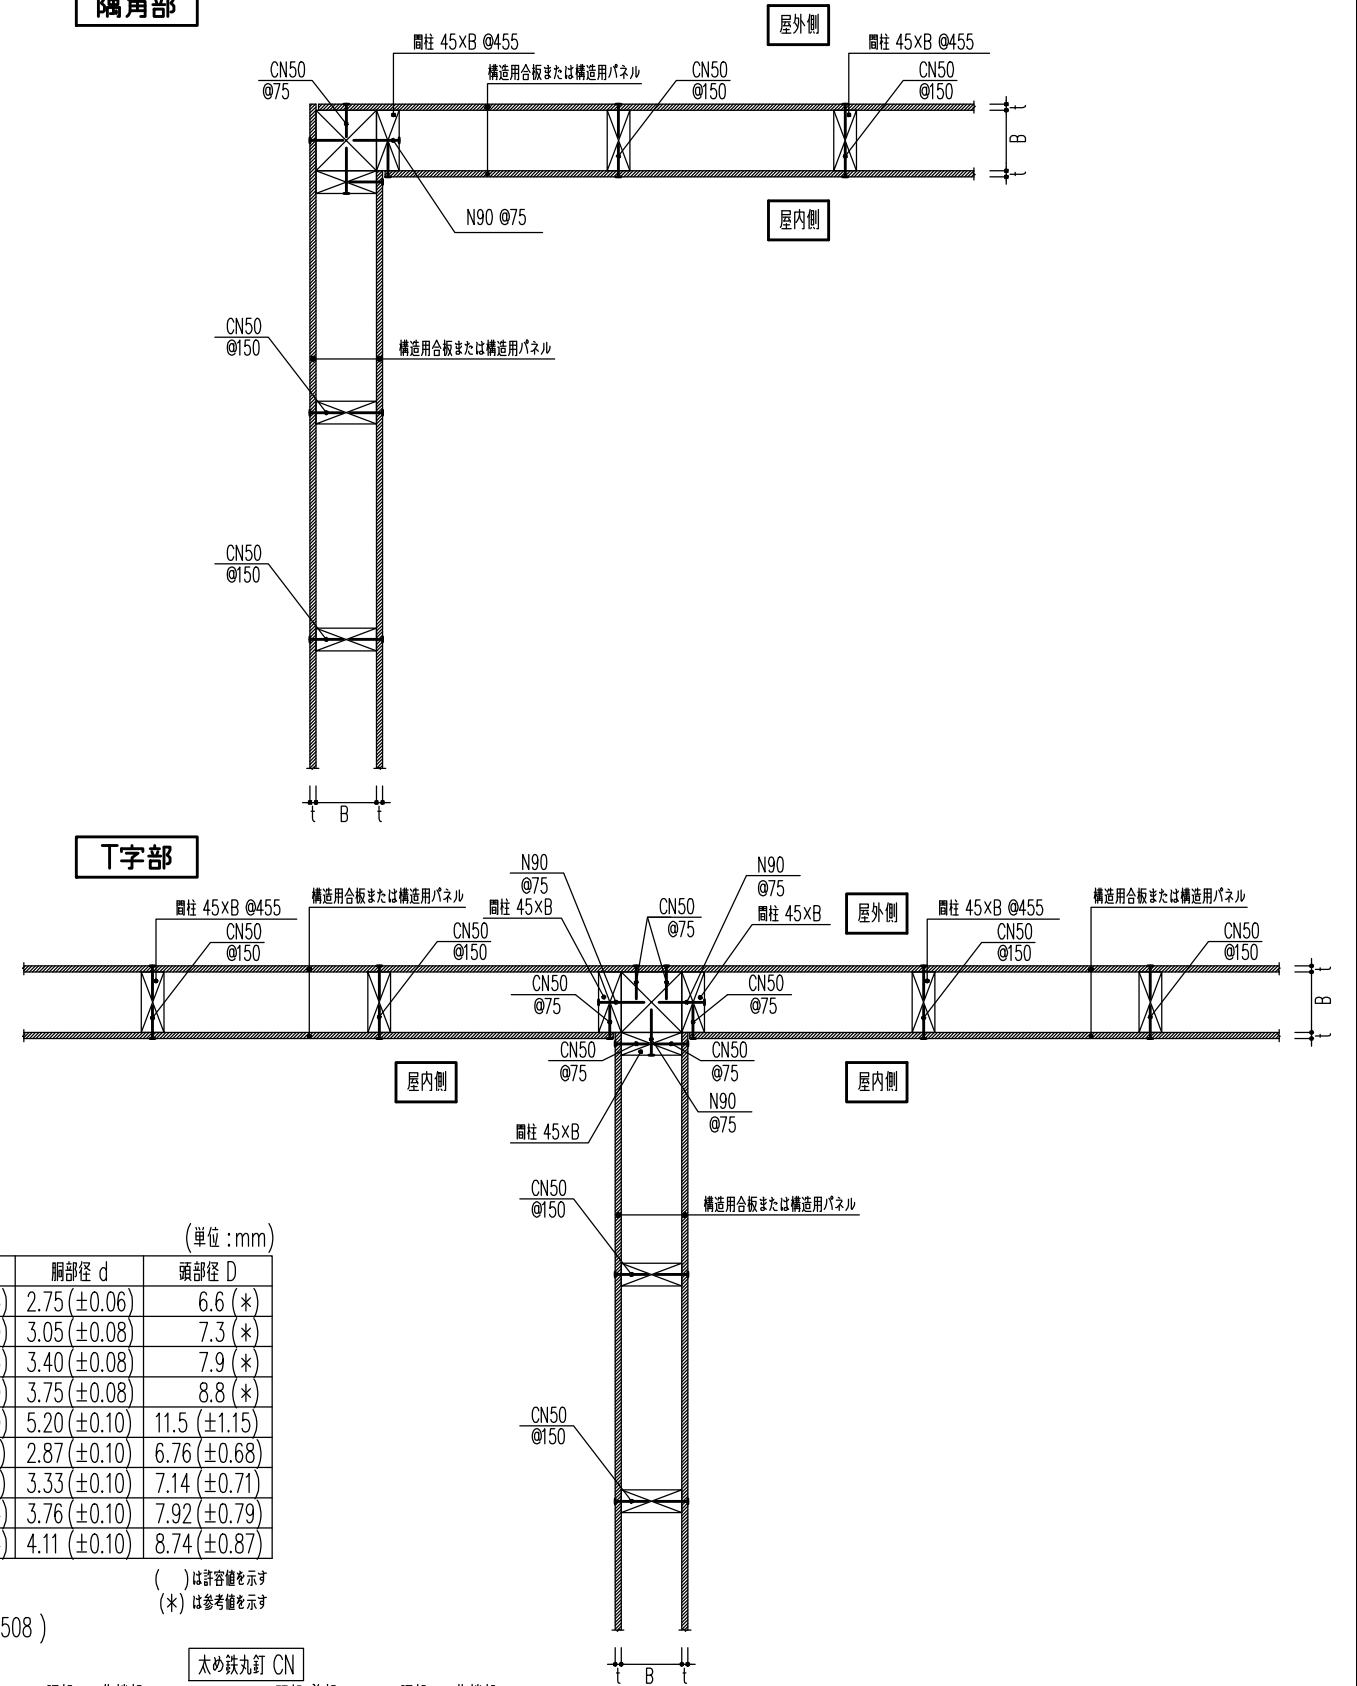 隅角部
屋外側
間柱 45×B @455
間柱 45×B @455
CN50
@75
構造用合板または構造用パネル
CN50
@150
CN50
@150
t
B
t
屋内側
N90 @75
CN50
@150
構造用合板または構造用パネル
CN50
@150
t B t
T字部
N90
@75
N90
@75
間柱 45×B @455
構造用合板または構造用パネル
間柱 45×B
CN50
@75
間柱 45×B
屋外側
間柱 45×B @455
構造用合板または構造用パネル
CN50
@150
CN50
@150
CN50
@150
CN50
@150
CN50
@75
CN50
@75
t
B
t
CN50
@75
CN50
@75
屋内側
屋内側
N90
@75
間柱 45×B
CN50
@150
構造用合板または構造用パネル
CN50
@150
t B t
(単位:mm)
胴部径 d 頭部径 D
) 2.75(±0.06) 6.6 (*)
) 3.05(±0.08) 7.3 (*)
) 3.40(±0.08) 7.9 (*)
) 3.75(±0.08) 8.8 (*)
) 5.20(±0.10) 11.5 (±1.15)
) 2.87(±0.10) 6.76(±0.68)
) 3.33(±0.10) 7.14(±0.71)
) 3.76(±0.10) 7.92(±0.79)
) 4.11 (±0.10) 8.74(±0.87)
( )は許容値を示す
(*) は参考値を示す
508 )
太め鉄丸釘 CN